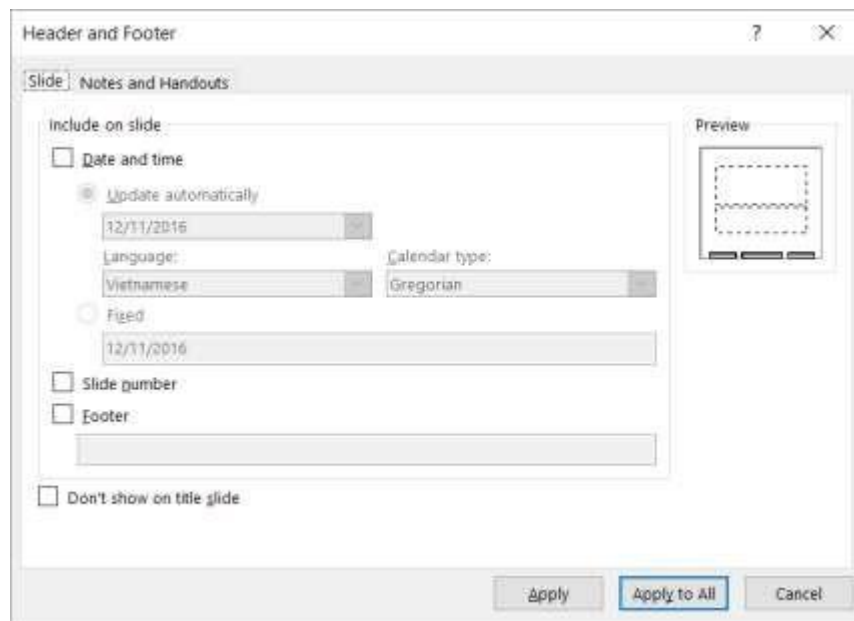 Header and Footer ? ×
Slide Notes and Handouts
Include on slide Preview
Date and time
Update automatically
12/11/2016
Language: Calendar type:
Vietnamese Gregorian
Fixed
12/11/2016
Slide number
Footer
Don't show on title slide
Apply Apply to All Cancel